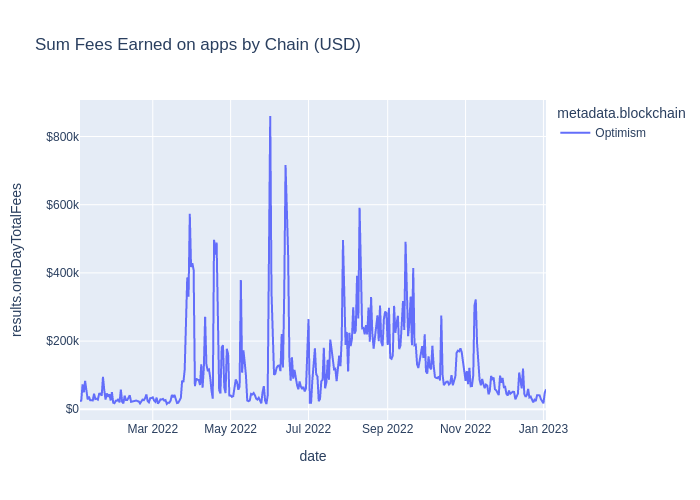 Sum Fees Earned on apps by Chain (USD)
metadata.blockchain
Optimism
$800k
$600k
$400k
$200k
$0
results.oneDayTotalFees
Mar 2022
May 2022
Jul 2022
Sep 2022
Nov 2022
Jan 2023
date